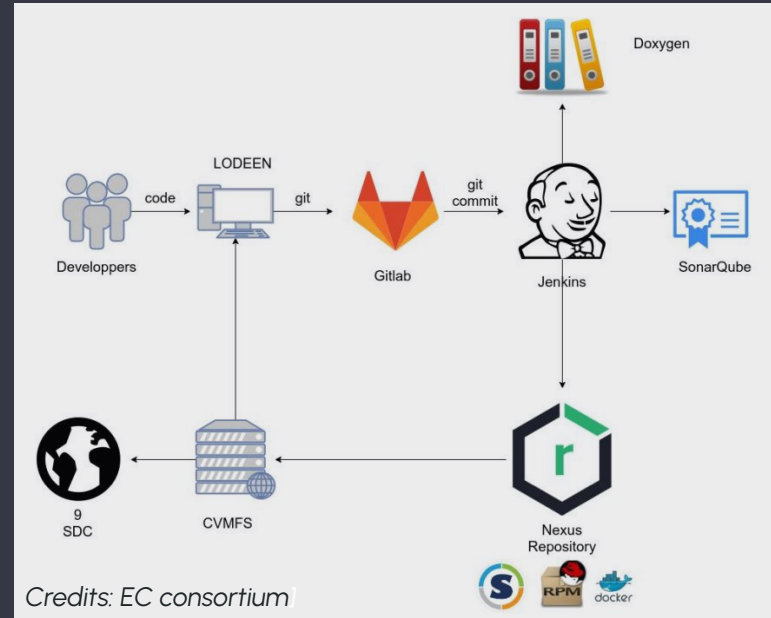 Doxygen
LODEEN
code
git
git
commit
Developpers
Gitlab
Jenkins
SonarQube
r
9
SDC
CVMFS
Nexus
Repository
S
RPM
docker
Credits: EC consortium